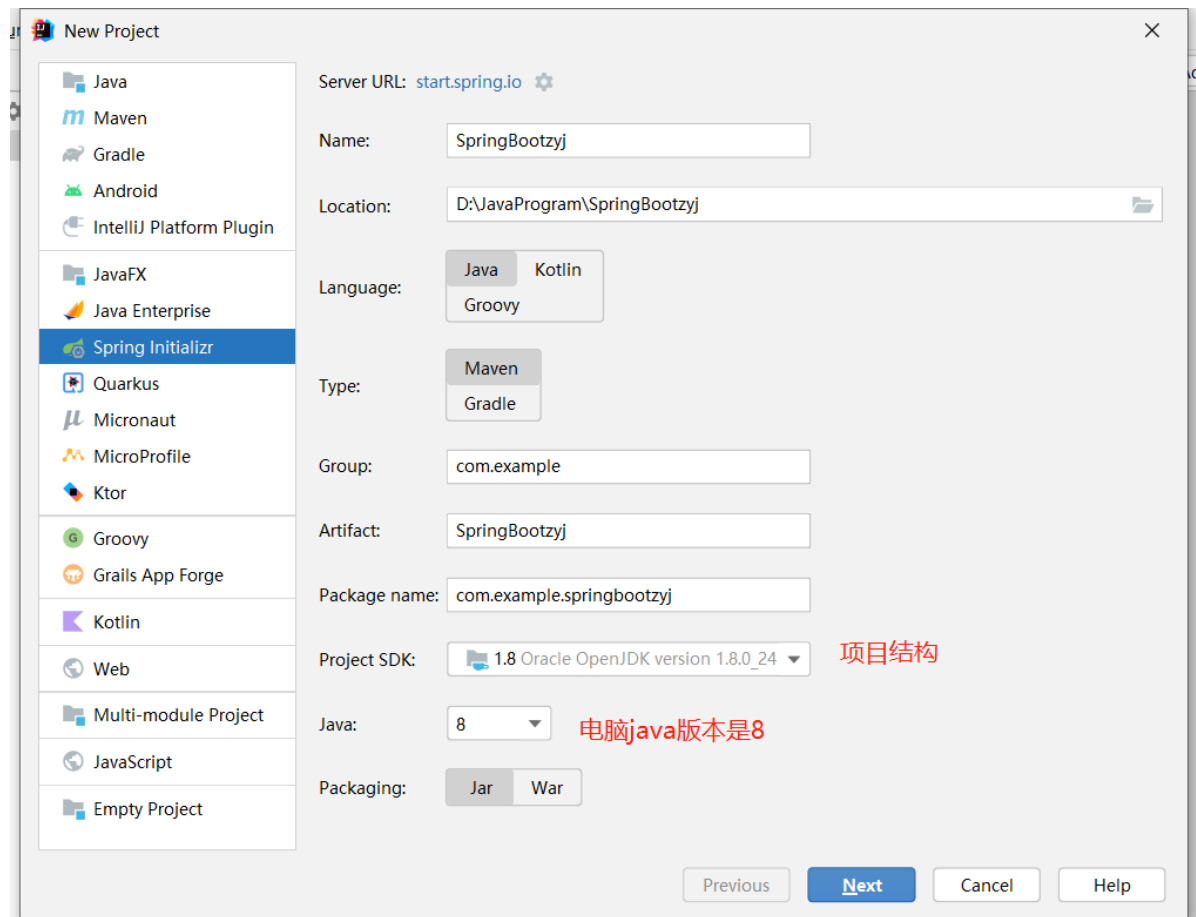 New Project
Java
Maven
Gradle
Android
IntelliJ Platform Plugin
JavaFX
Java Enterprise
Spring Initializr
Quarkus
Micronaut
MicroProfile
Ktor
Groovy
Grails App Forge
Kotlin
Web
Multi-module Project
JavaScript
Empty Project
Server URL: start.spring.io
Name: SpringBootzyj
Location: D:\JavaProgram\SpringBootzyj
Language: Java Kotlin
Groovy
Type: Maven
Gradle
Group: com.example
Artifact: SpringBootzyj
Package name: com.example.springbootzyj
Project SDK: 1.8 Oracle OpenJDK version 1.8.0_24 项目结构
Java: 8 电脑java版本是8
Packaging: Jar War
Previous Next Cancel Help